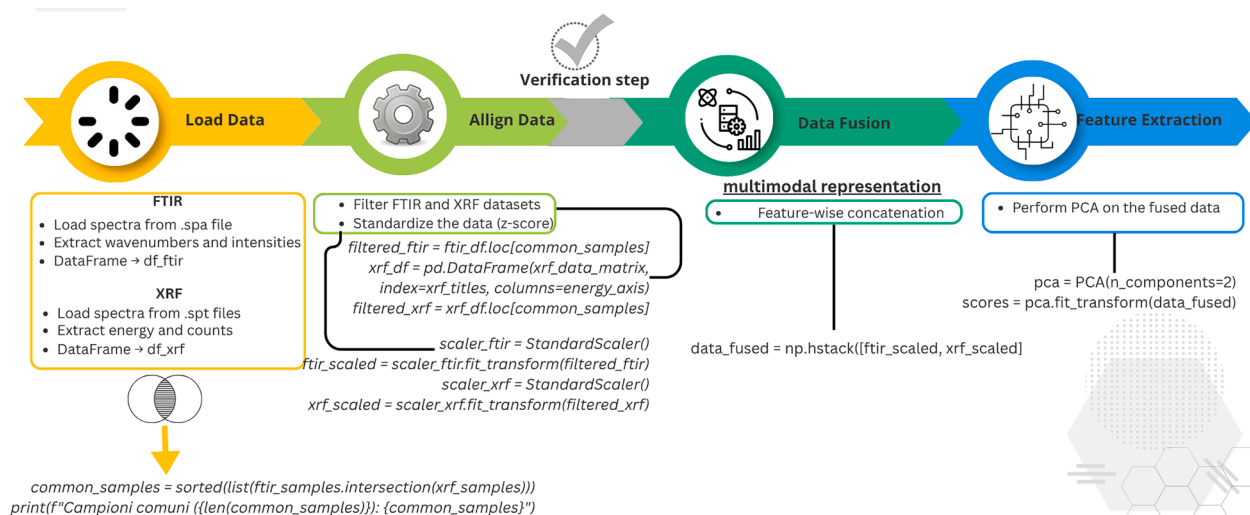 Verification step
Load Data
Allign Data
Data Fusion
Feature Extraction
FTIR
• Load spectra from .spa file
• Extract wavenumbers and intensities
• DataFrame → df_ftir
XRF
• Load spectra from .spt files
• Extract energy and counts
• DataFrame → df_xrf
common_samples = sorted(list(ftir_samples.intersection(xrf_samples)))
print(f"Campioni comuni ({len(common_samples)}): {common_samples}")
• Filter FTIR and XRF datasets
• Standardize the data (z-score)
filtered_ftir = ftir_df.loc[common_samples]
xrf_df = pd.DataFrame(xrf_data_matrix,
index=xrf_titles, columns=energy_axis)
filtered_xrf = xrf_df.loc[common_samples]
scaler_ftir = StandardScaler()
ftir_scaled = scaler_ftir.fit_transform(filtered_ftir)
scaler_xrf = StandardScaler()
xrf_scaled = scaler_xrf.fit_transform(filtered_xrf)
multimodal representation
• Feature-wise concatenation
data_fused = np.hstack([ftir_scaled, xrf_scaled]
• Perform PCA on the fused data
pca = PCA(n_components=2)
scores = pca.fit_transform(data_fused)